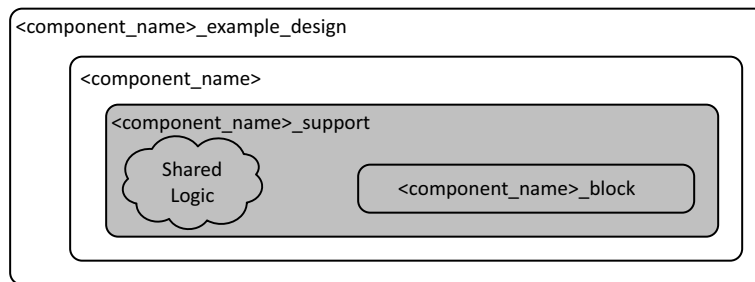 <component_name>_example_design
<component_name>
<component_name>_support
Shared
Logic
<component_name>_block